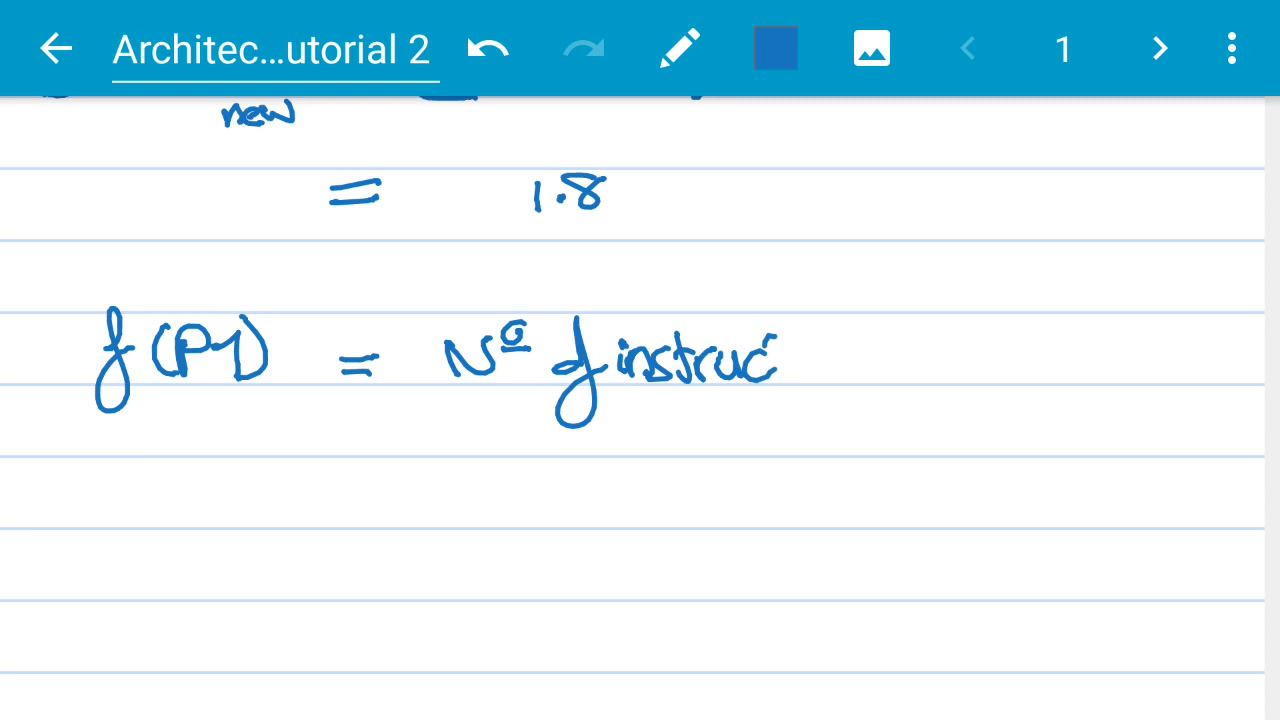 Architec...utorial 2 1
new
= 1.8
f(P1) = Nº of instruc